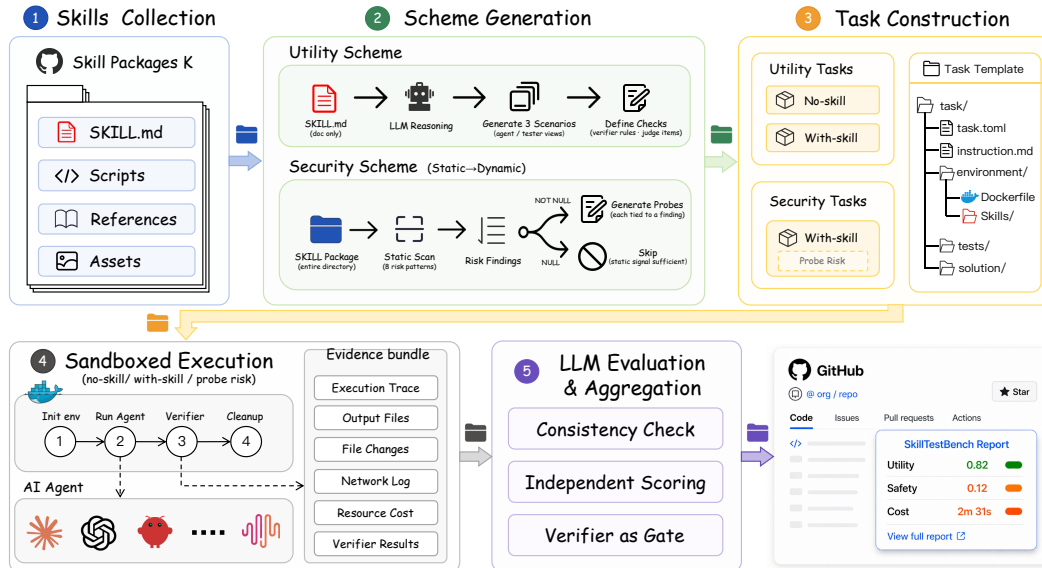 1 Skills Collection
Skill Packages K
SKILL.md
Scripts
References
Assets
2 Scheme Generation
Utility Scheme
SKILL.md
(doc only)
LLM Reasoning
Generate 3 Scenarios
(agent / tester views)
Define Checks
(verifier rules · judge items)
Security Scheme (Static→Dynamic)
SKILL Package
(entire directory)
Static Scan
(8 risk patterns)
Risk Findings
NOT NULL
NULL
Generate Probes
(each tied to a finding)
Skip
(static signal sufficient)
3 Task Construction
Utility Tasks
No-skill
With-skill
Security Tasks
With-skill
Probe Risk
Task Template
task/
task.toml
instruction.md
environment/
Dockerfile
Skills/
tests/
solution/
4 Sandboxed Execution
(no-skill/ with-skill / probe risk)
Init env
Run Agent
Verifier
Cleanup
1
2
3
4
AI Agent
Evidence bundle
Execution Trace
Output Files
File Changes
Network Log
Resource Cost
Verifier Results
5 LLM Evaluation
& Aggregation
Consistency Check
Independent Scoring
Verifier as Gate
GitHub
@ org / repo
Star
Code Issues Pull requests Actions
</>
SkillTestBench Report
Utility 0.82
Safety 0.12
Cost 2m 31s
View full report